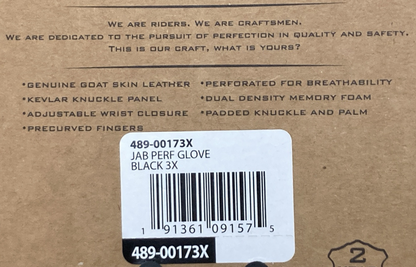 WE ARE RIDERS. WE ARE CRAFTSMEN.
WE ARE DEDICATED TO THE PURSUIT OF PERFECTION IN QUALITY AND SAFETY.
THIS IS OUR CRAFT, WHAT IS YOURS?
•GENUINE GOAT SKIN LEATHER
•KEVLAR KNUCKLE PANEL
•ADJUSTABLE WRIST CLOSURE
•PRECURVED FINGERS
•PERFORATED FOR BREATHABILITY
•DUAL DENSITY MEMORY FOAM
•PADDED KNUCKLE AND PALM
489-00173X
JAB PERF GLOVE
BLACK 3X
1 91361 09157 5
489-00173X
2